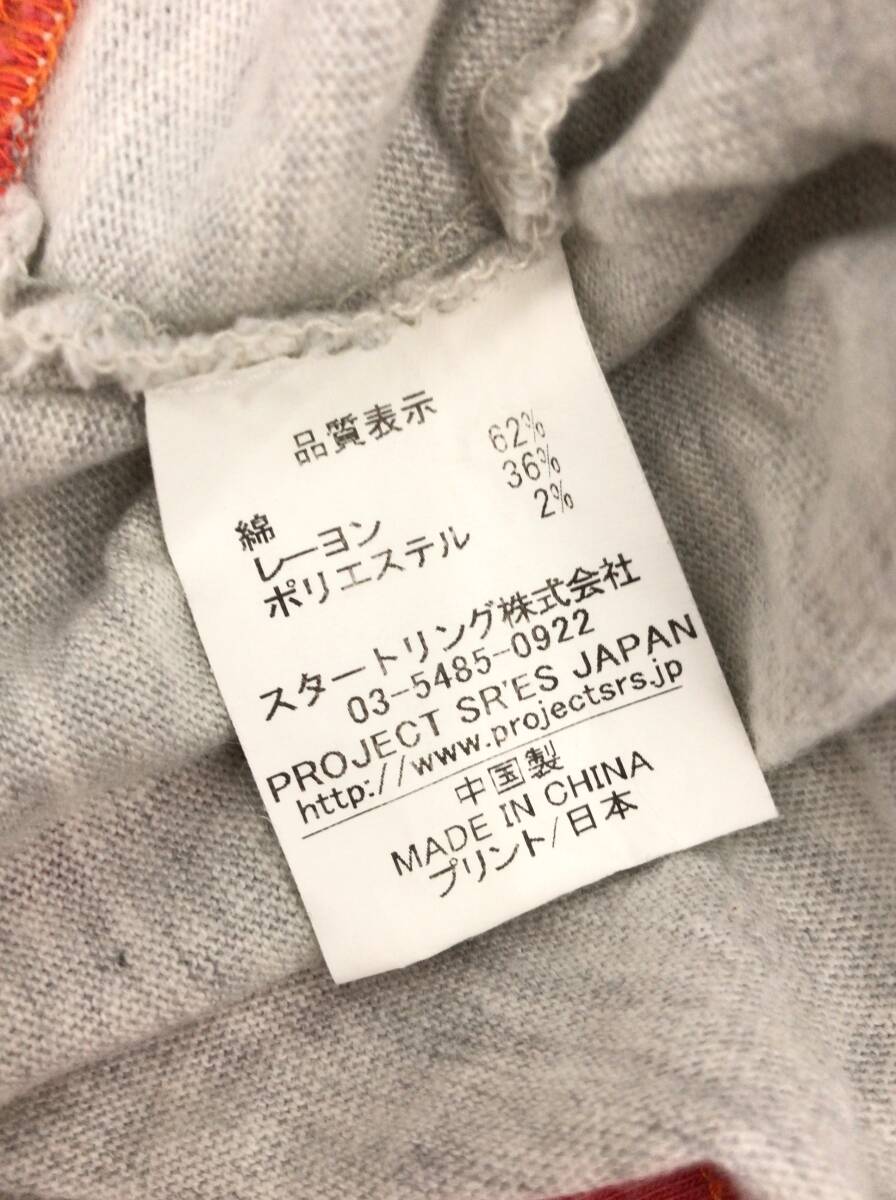 品質表示
綿 62%
レーヨン 36%
ポリエステル 2%
スタートリング株式会社
03-5485-0922
PROJECT SR'ES JAPAN
http://www.projectsrs.jp
中国製
MADE IN CHINA
プリント/日本